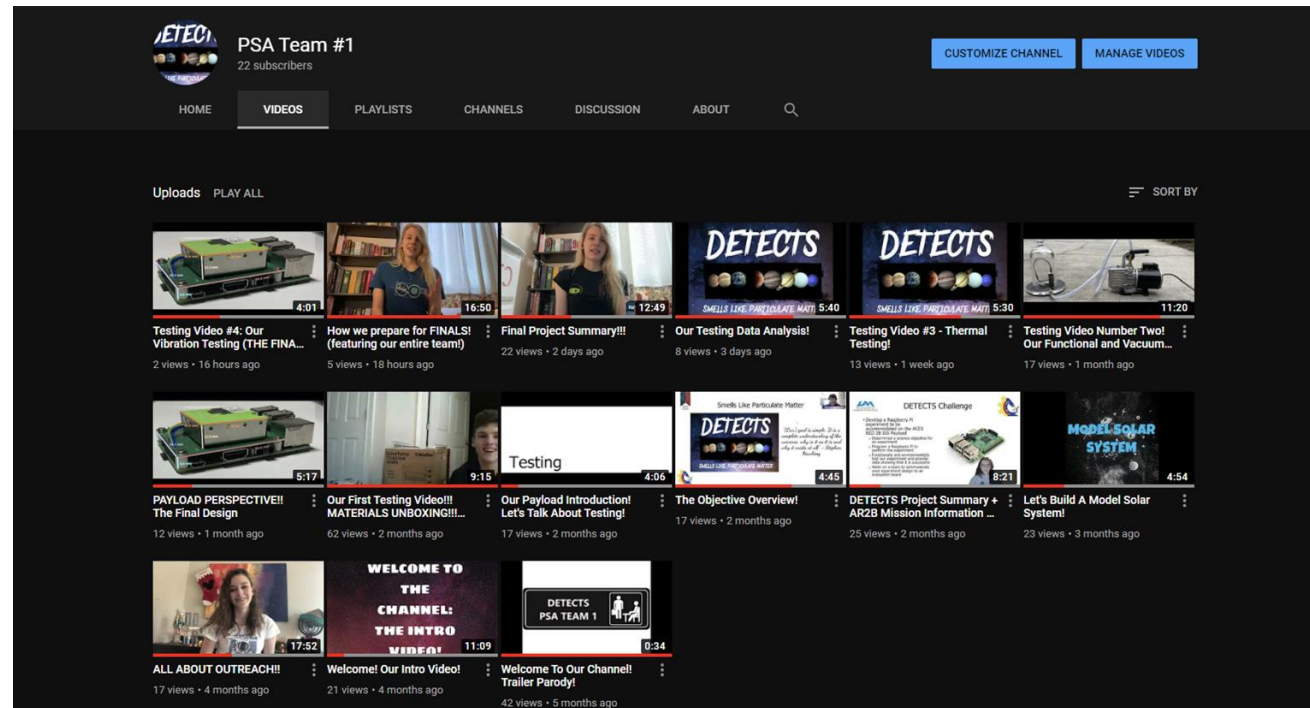 PSA Team #1
22 subscribers
CUSTOMIZE CHANNEL
MANAGE VIDEOS
HOME
VIDEOS
PLAYLISTS
CHANNELS
DISCUSSION
ABOUT
Uploads
PLAY ALL
SORT BY
4:01
Testing Video #4: Our
Vibration Testing (THE FINA...
2 views • 16 hours ago
16:50
How we prepare for FINALS!
(featuring our entire team!)
5 views • 18 hours ago
12:49
Final Project Summary!!!
22 views • 2 days ago
DETECTS
SMELLS LIKE PARTICULATE MATT
5:40
Our Testing Data Analysis!
8 views • 3 days ago
DETECTS
SMELLS LIKE PARTICULATE MATT
5:30
Testing Video #3 - Thermal
Testing!
13 views • 1 week ago
11:20
Testing Video Number Two!
Our Functional and Vacuum...
17 views • 1 month ago
5:17
PAYLOAD PERSPECTIVE!!
The Final Design
12 views • 1 month ago
9:15
Our First Testing Video!!!
MATERIALS UNBOXING!!!...
62 views • 2 months ago
Testing
4:06
Our Payload Introduction!
Let's Talk About Testing!
17 views • 2 months ago
Smells Like Particulate Matter
DETECTS
SMELLS LIKE PARTICULATE MATTER
4:45
The Objective Overview!
17 views • 2 months ago
DETECTS Challenge
8:21
DETECTS Project Summary +
AR2B Mission Information ...
25 views • 2 months ago
MODEL SOLAR
SYSTEM
4:54
Let's Build A Model Solar
System!
23 views • 3 months ago
17:52
ALL ABOUT OUTREACH!!
17 views • 4 months ago
WELCOME TO
THE
CHANNEL:
THE INTRO
VIDEO!
11:09
Welcome! Our Intro Video!
21 views • 4 months ago
DETECTS
PSA TEAM 1
0:34
Welcome To Our Channel!
Trailer Parody!
42 views • 5 months ago